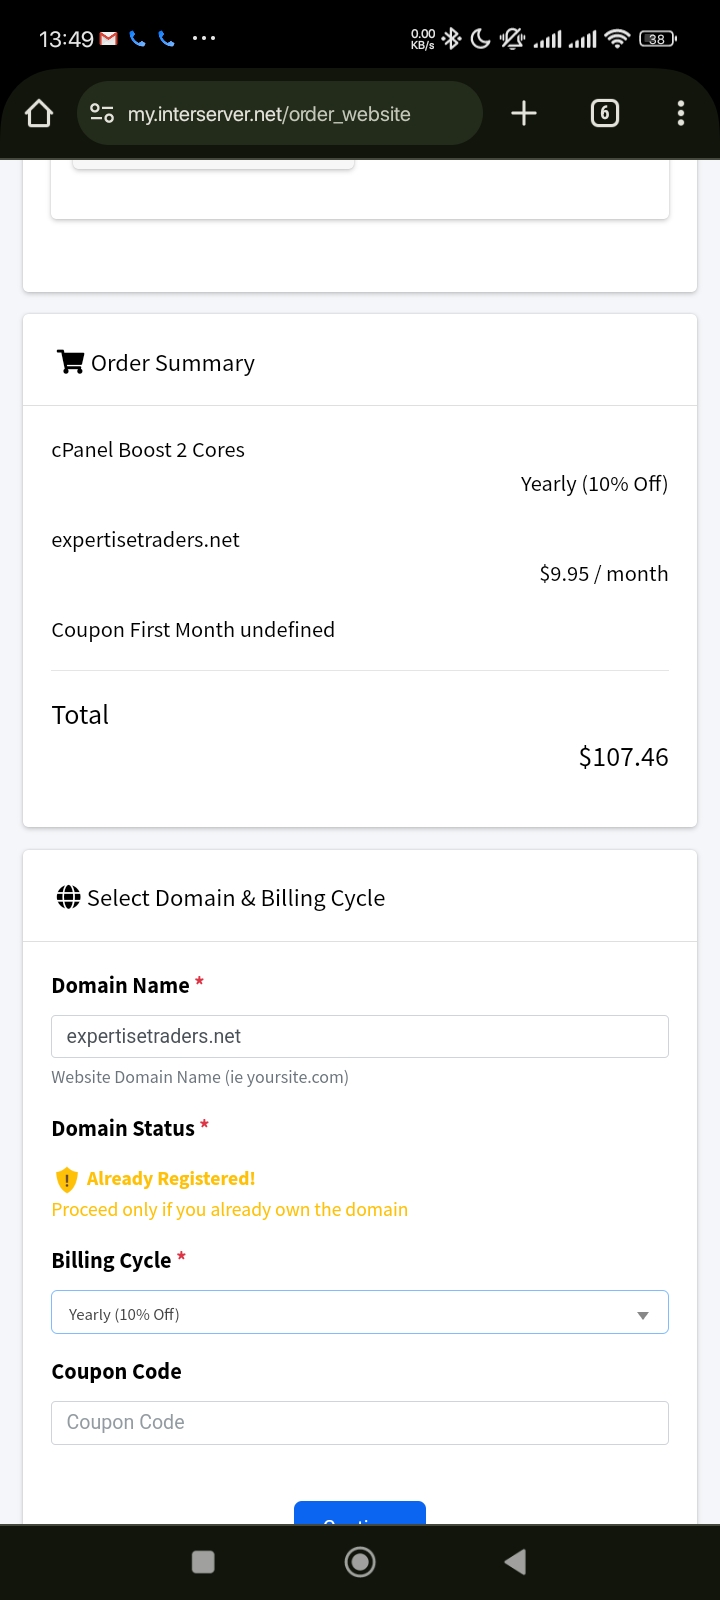 13:49
0.00
KB/s
38
my.interserver.net/order_website
6
Order Summary
cPanel Boost 2 Cores
Yearly (10% Off)
expertisetraders.net
$9.95 / month
Coupon First Month undefined
Total
$107.46
Select Domain & Billing Cycle
Domain Name *
expertisetraders.net
Website Domain Name (ie yoursite.com)
Domain Status *
Already Registered!
Proceed only if you already own the domain
Billing Cycle *
Yearly (10% Off)
Coupon Code
Coupon Code